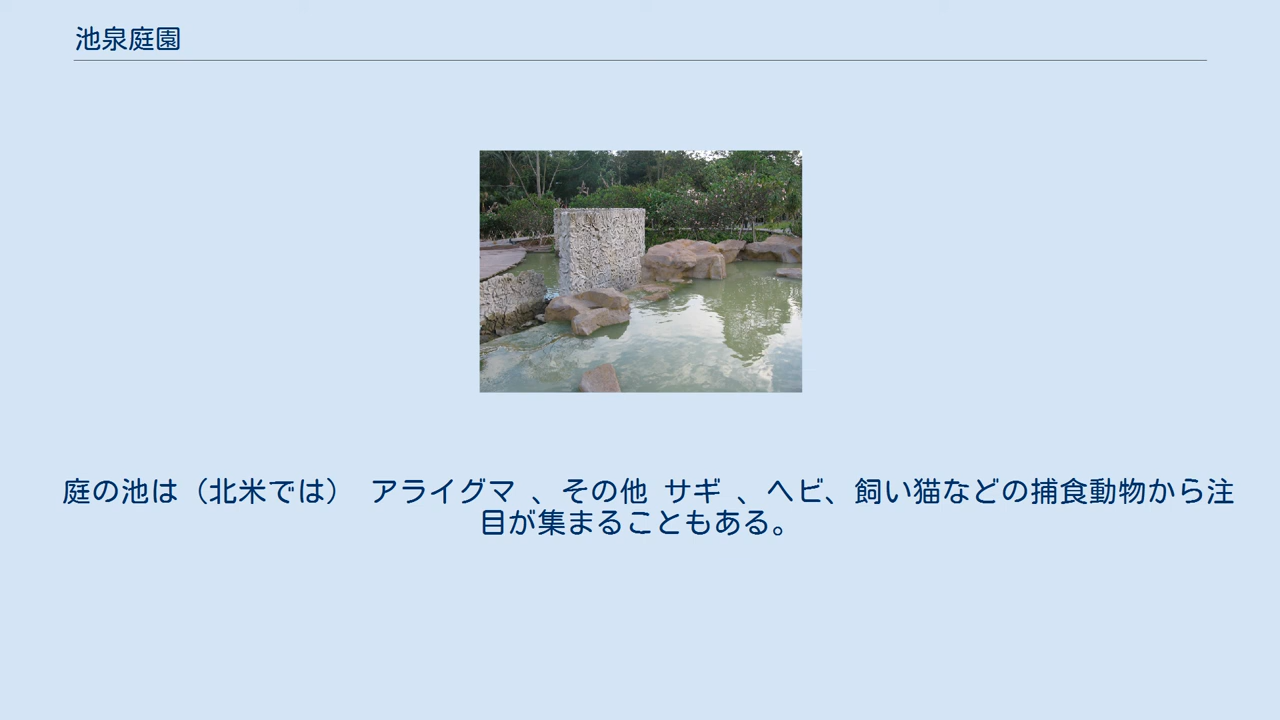 池泉庭園
庭の池は（北米では） アライグマ 、その他 サギ 、ヘビ、飼い猫などの捕食動物から注
目が集まることもある。